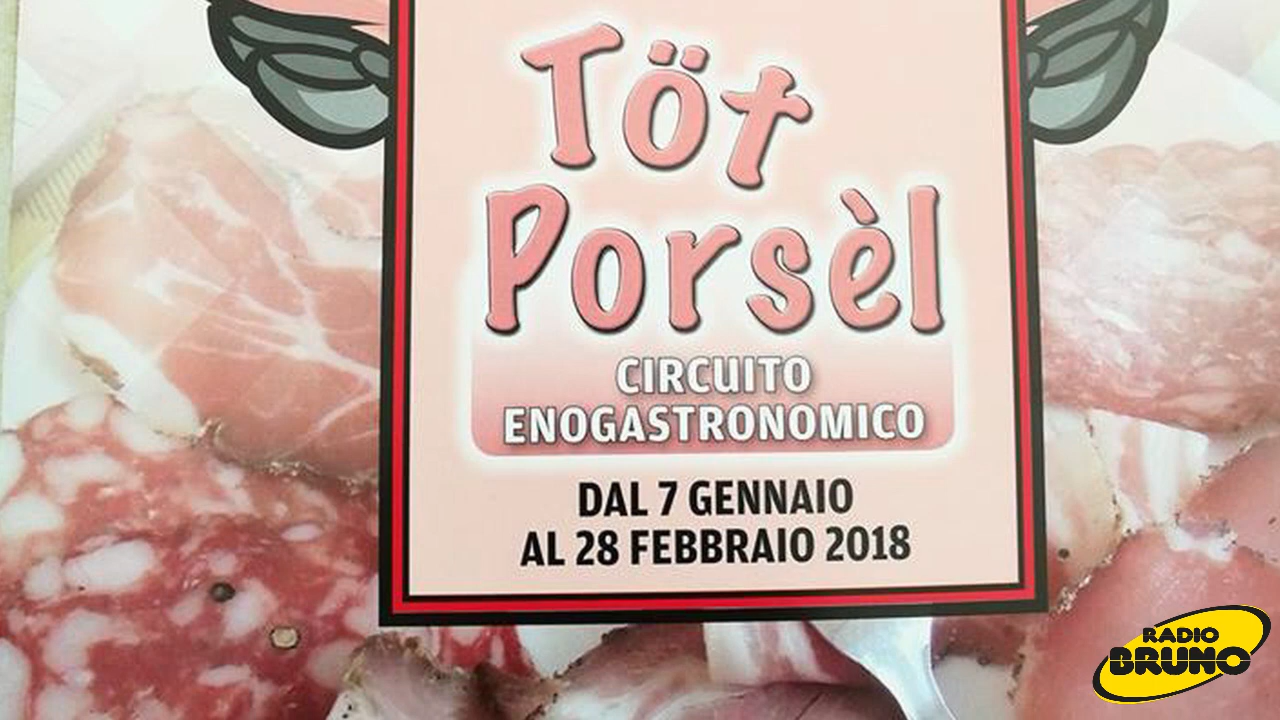 Töt
Porsèl
CIRCUITO
ENOGASTRONOMICO
DAL 7 GENNAIO
AL 28 FEBBRAIO 2018
RADIO
BRUNO